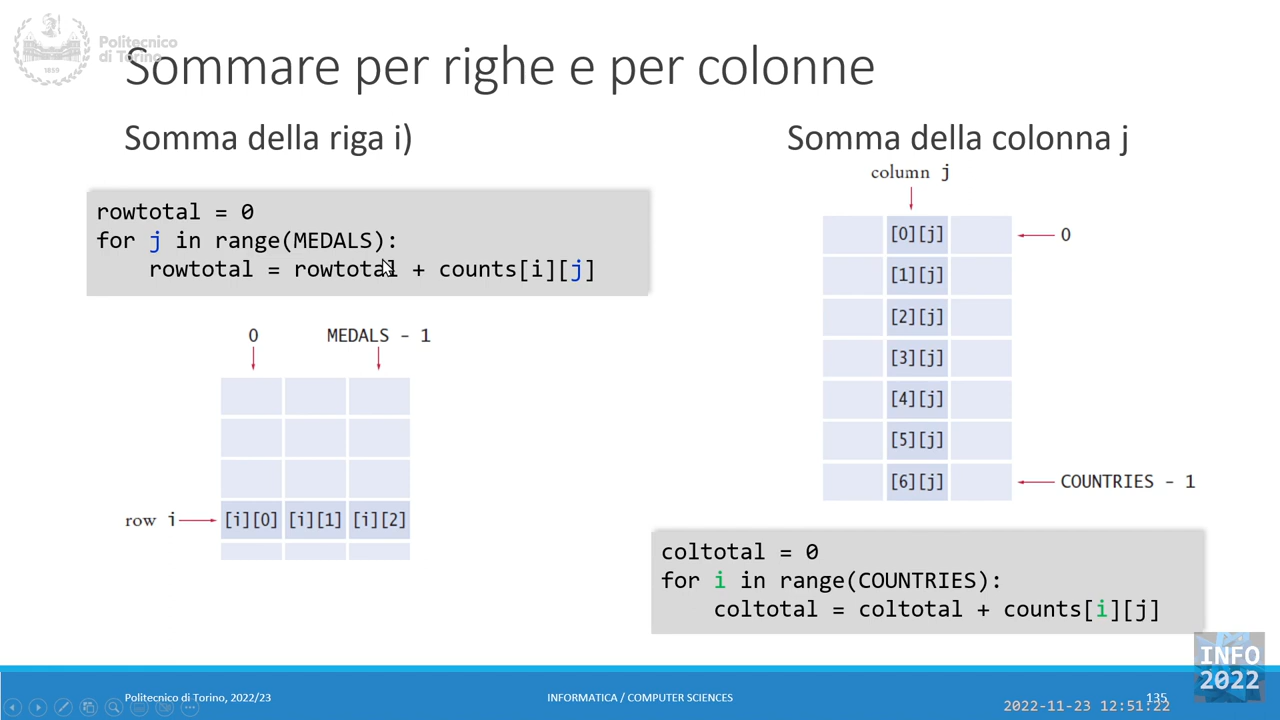 Politecnico
di Torino
1859
Sommare per righe e per colonne
Somma della riga i)
rowtotal = 0
for j in range(MEDALS):
    rowtotal = rowtotal + counts[i][j]
0
MEDALS - 1
row i
[i][0] [i][1] [i][2]
Somma della colonna j
column j
[0][j]
0
[1][j]
[2][j]
[3][j]
[4][j]
[5][j]
[6][j]
COUNTRIES - 1
coltotal = 0
for i in range(COUNTRIES):
    coltotal = coltotal + counts[i][j]
Politecnico di Torino, 2022/23
INFORMATICA / COMPUTER SCIENCES
135
INFO
2022
2022-11-23 12:51:22